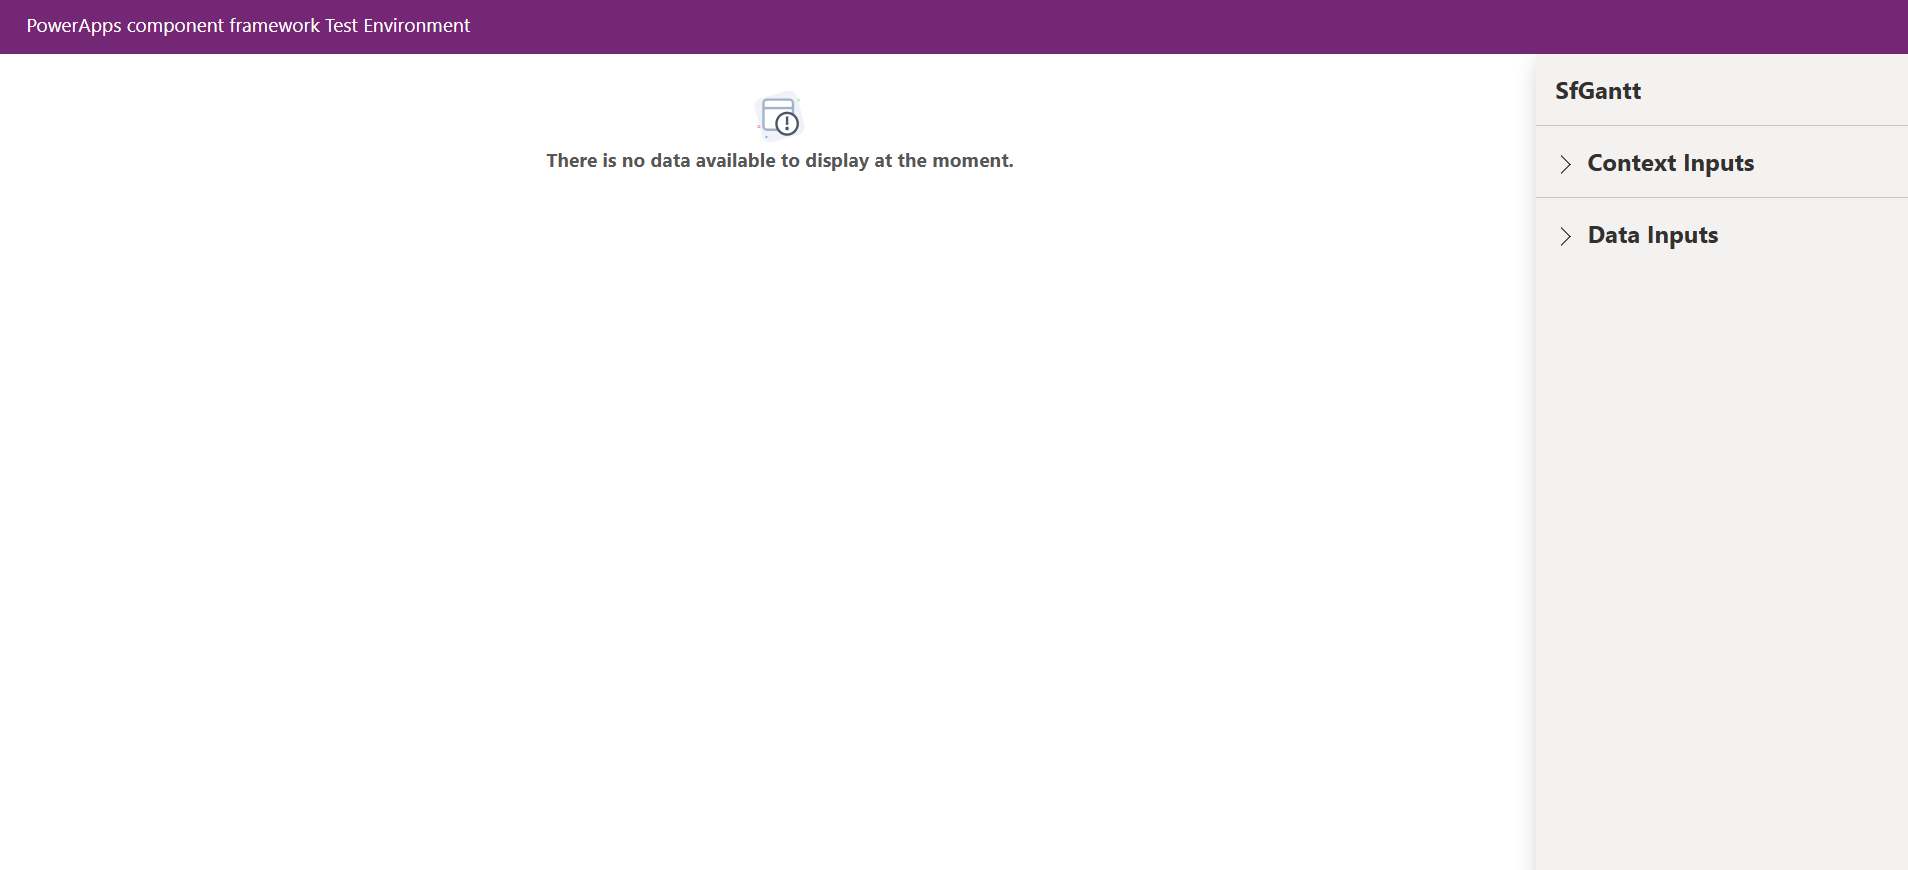 PowerApps component framework Test Environment
There is no data available to display at the moment.
SfGantt
Context Inputs
Data Inputs